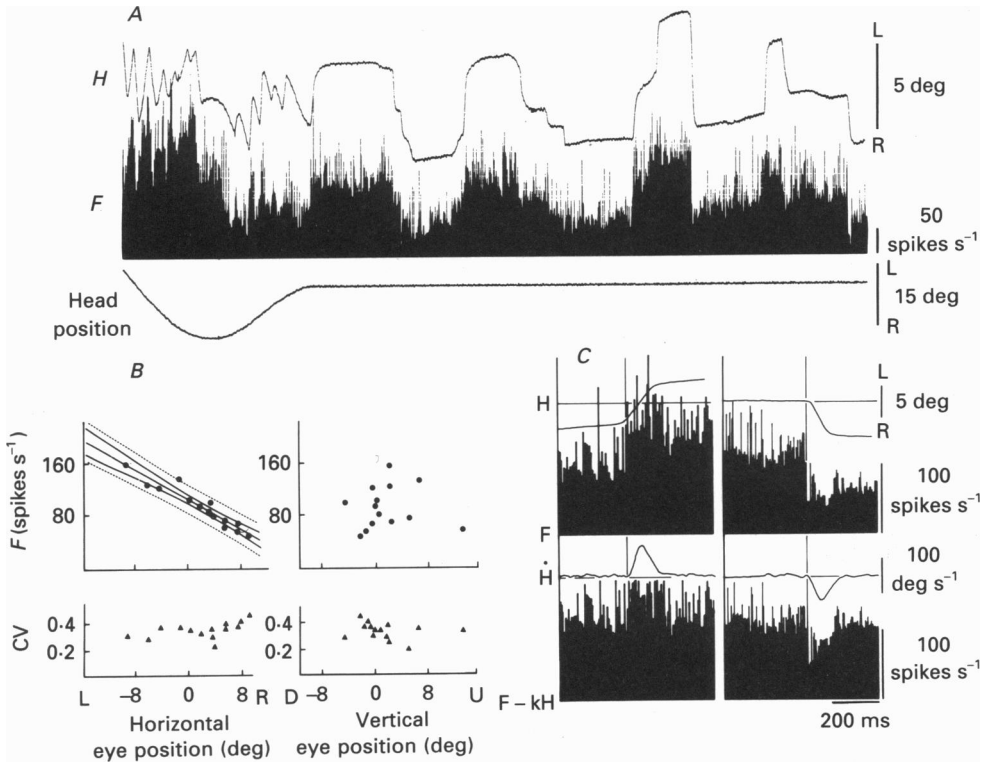 A
H
L
5 deg
R
F
50
spikes s⁻¹
Head
position
L
15 deg
R
B
F (spikes s⁻¹)
160
80
CV
0·4
0·2
L
−8
0
8
R
Horizontal
eye position (deg)
160
80
0·4
0·2
D
−8
0
8
U
Vertical
eye position (deg)
C
H
L
5 deg
R
100
spikes s⁻¹
F
Ḣ
100
deg s⁻¹
100
spikes s⁻¹
F – kH
200 ms